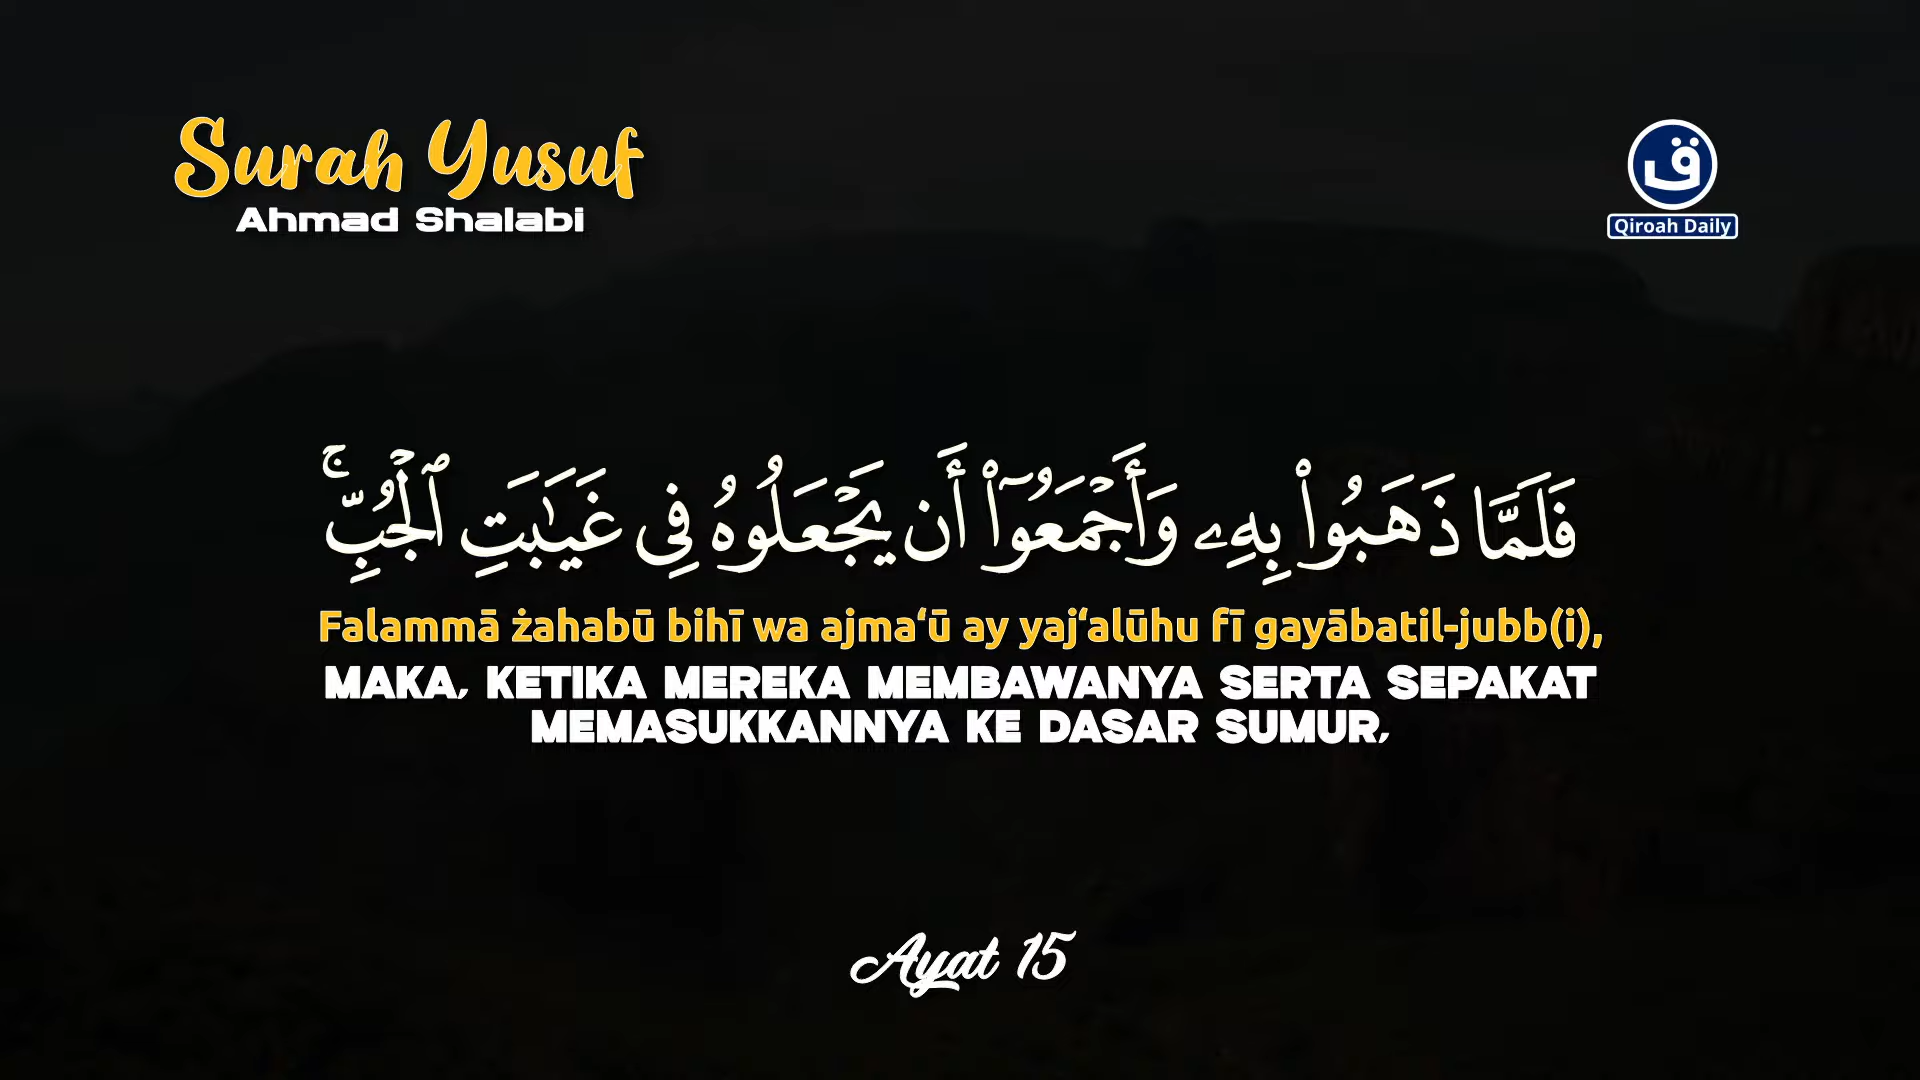 Surah Yusuf
Ahmad Shalabi
ق
Qiroah Daily
فَلَمَّا ذَهَبُوا۟ بِهِۦ وَأَجْمَعُوٓا۟ أَن يَجْعَلُوهُ فِى غَيَـٰبَتِ ٱلْجُبِّ ۚ
Falammā żahabū bihī wa ajma‘ū ay yaj‘alūhu fī gayābatil-jubb(i),
MAKA, KETIKA MEREKA MEMBAWANYA SERTA SEPAKAT
MEMASUKKANNYA KE DASAR SUMUR,
Ayat 15